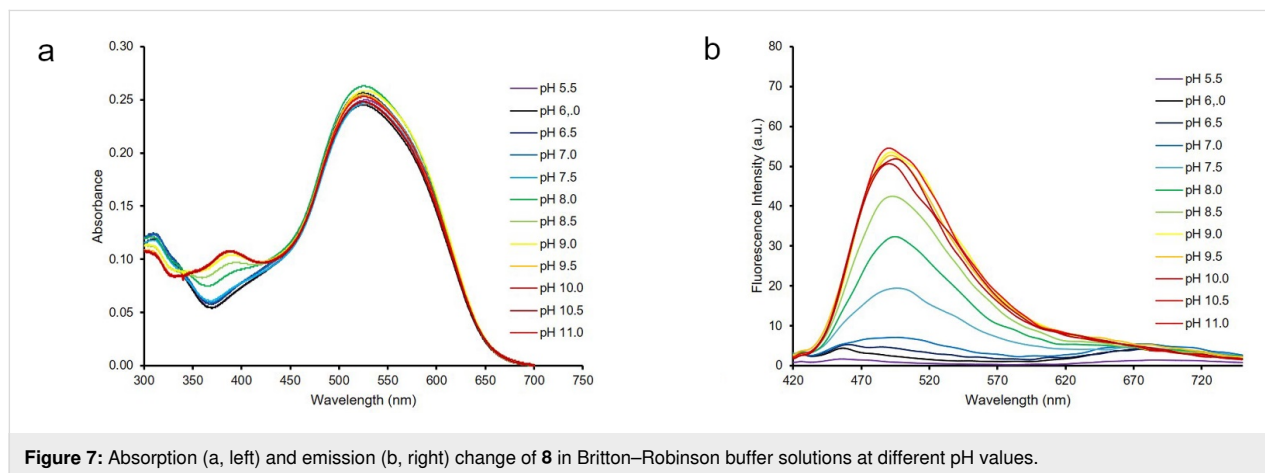 a
0.30
0.25
0.20
0.15
0.10
0.05
0.00
Absorbance
300 350 400 450 500 550 600 650 700 750
Wavelength (nm)
pH 5.5
pH 6,.0
pH 6.5
pH 7.0
pH 7.5
pH 8.0
pH 8.5
pH 9.0
pH 9.5
pH 10.0
pH 10.5
pH 11.0
b
80
70
60
50
40
30
20
10
0
Fluorescence Intensity (a.u.)
420 470 520 570 620 670 720
Wavelength (nm)
pH 5.5
pH 6,.0
pH 6.5
pH 7.0
pH 7.5
pH 8.0
pH 8.5
pH 9.0
pH 9.5
pH 10.0
pH 10.5
pH 11.0
Figure 7: Absorption (a, left) and emission (b, right) change of 8 in Britton–Robinson buffer solutions at different pH values.